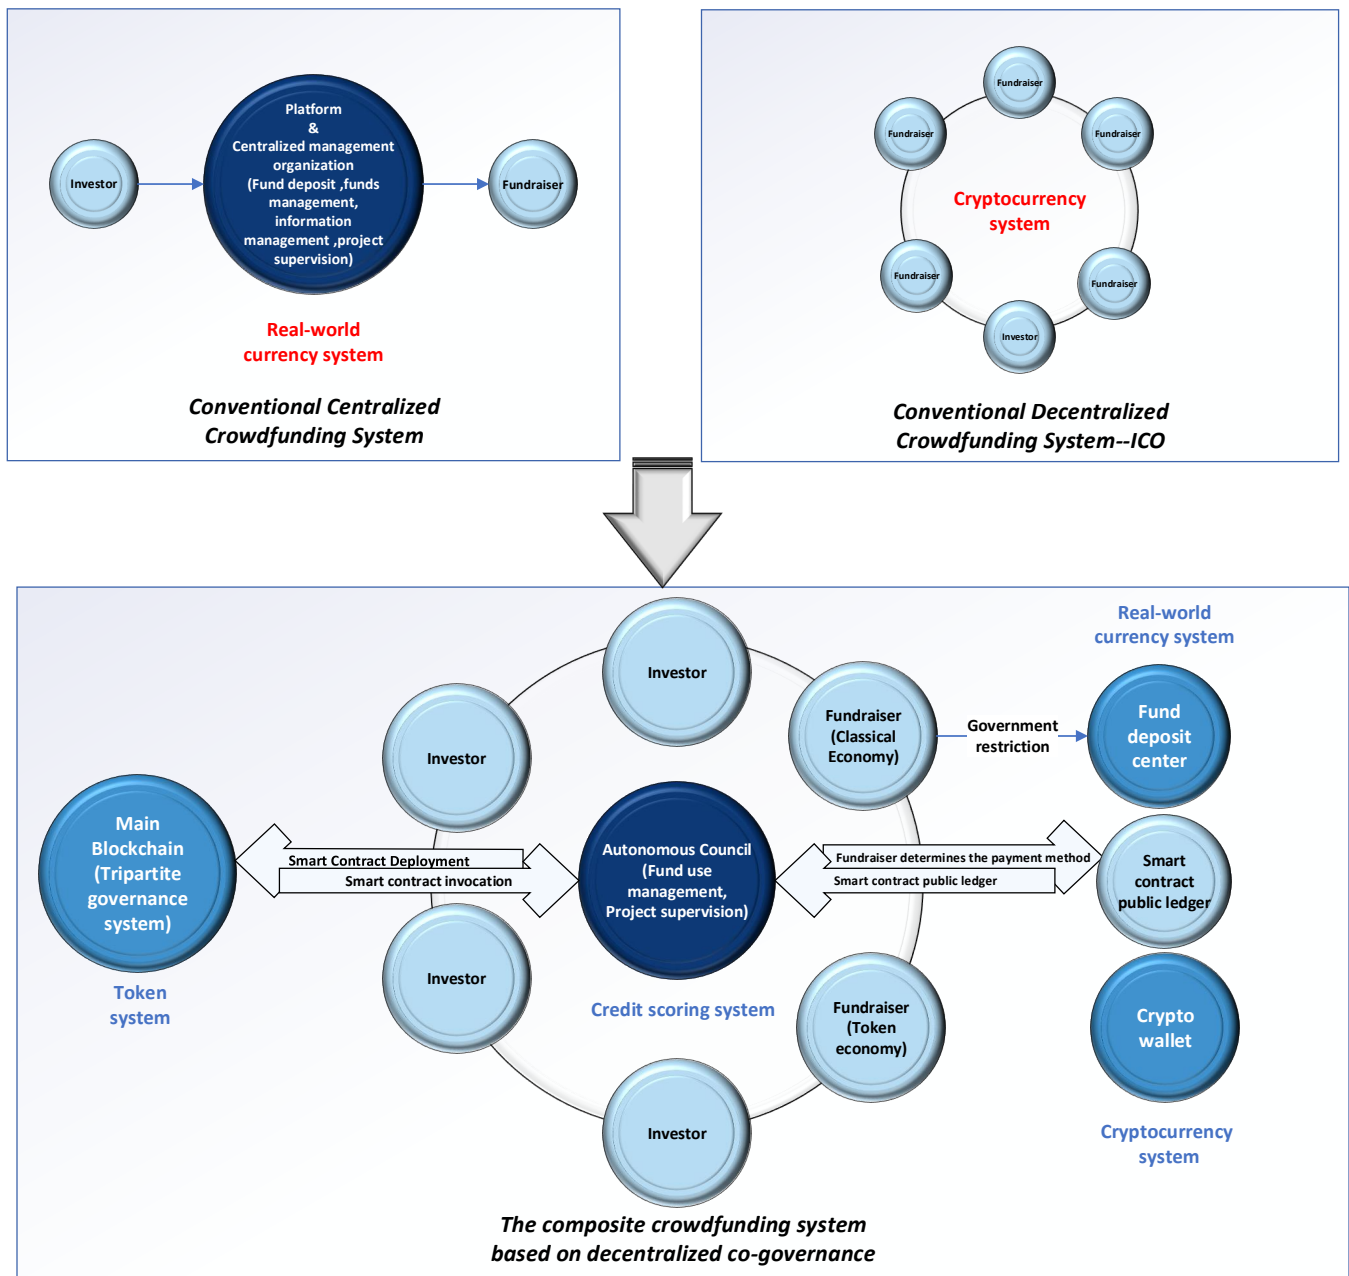 Platform
&
Centralized management
organization
(Fund deposit ,funds
management,
information
management ,project
supervision)
Investor
Fundraiser
Real-world
currency system
Conventional Centralized
Crowdfunding System
Fundraiser
Fundraiser
Fundraiser
Cryptocurrency
system
Fundraiser
Fundraiser
Investor
Conventional Decentralized
Crowdfunding System--ICO
Investor
Investor
Fundraiser
(Classical
Economy)
Government
restriction
Real-world
currency system
Fund
deposit
center
Main
Blockchain
(Tripartite
governance
system)
Token
system
Smart Contract Deployment
Smart contract invocation
Autonomous Council
(Fund use
management,
Project supervision)
Credit scoring system
Fundraiser determines the payment method
Smart contract public ledger
Smart
contract
public ledger
Investor
Fundraiser
(Token
economy)
Crypto
wallet
Cryptocurrency
system
Investor
The composite crowdfunding system
based on decentralized co-governance